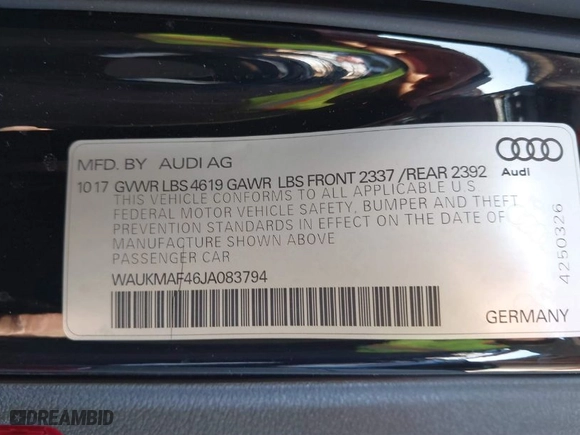 MFD. BY AUDI AG
10 17 GVWR LBS 4619 GAWR LBS FRONT 2337 / REAR 2392
THIS VEHICLE CONFORMS TO ALL APPLICABLE U.S
FEDERAL MOTOR VEHICLE SAFETY, BUMPER AND THEFT
PREVENTION STANDARDS IN EFFECT ON THE DATE OF
MANUFACTURE SHOWN ABOVE
PASSENGER CAR
WAUKMAF46JA083794
Audi
4250326
GERMANY
DREAMBID